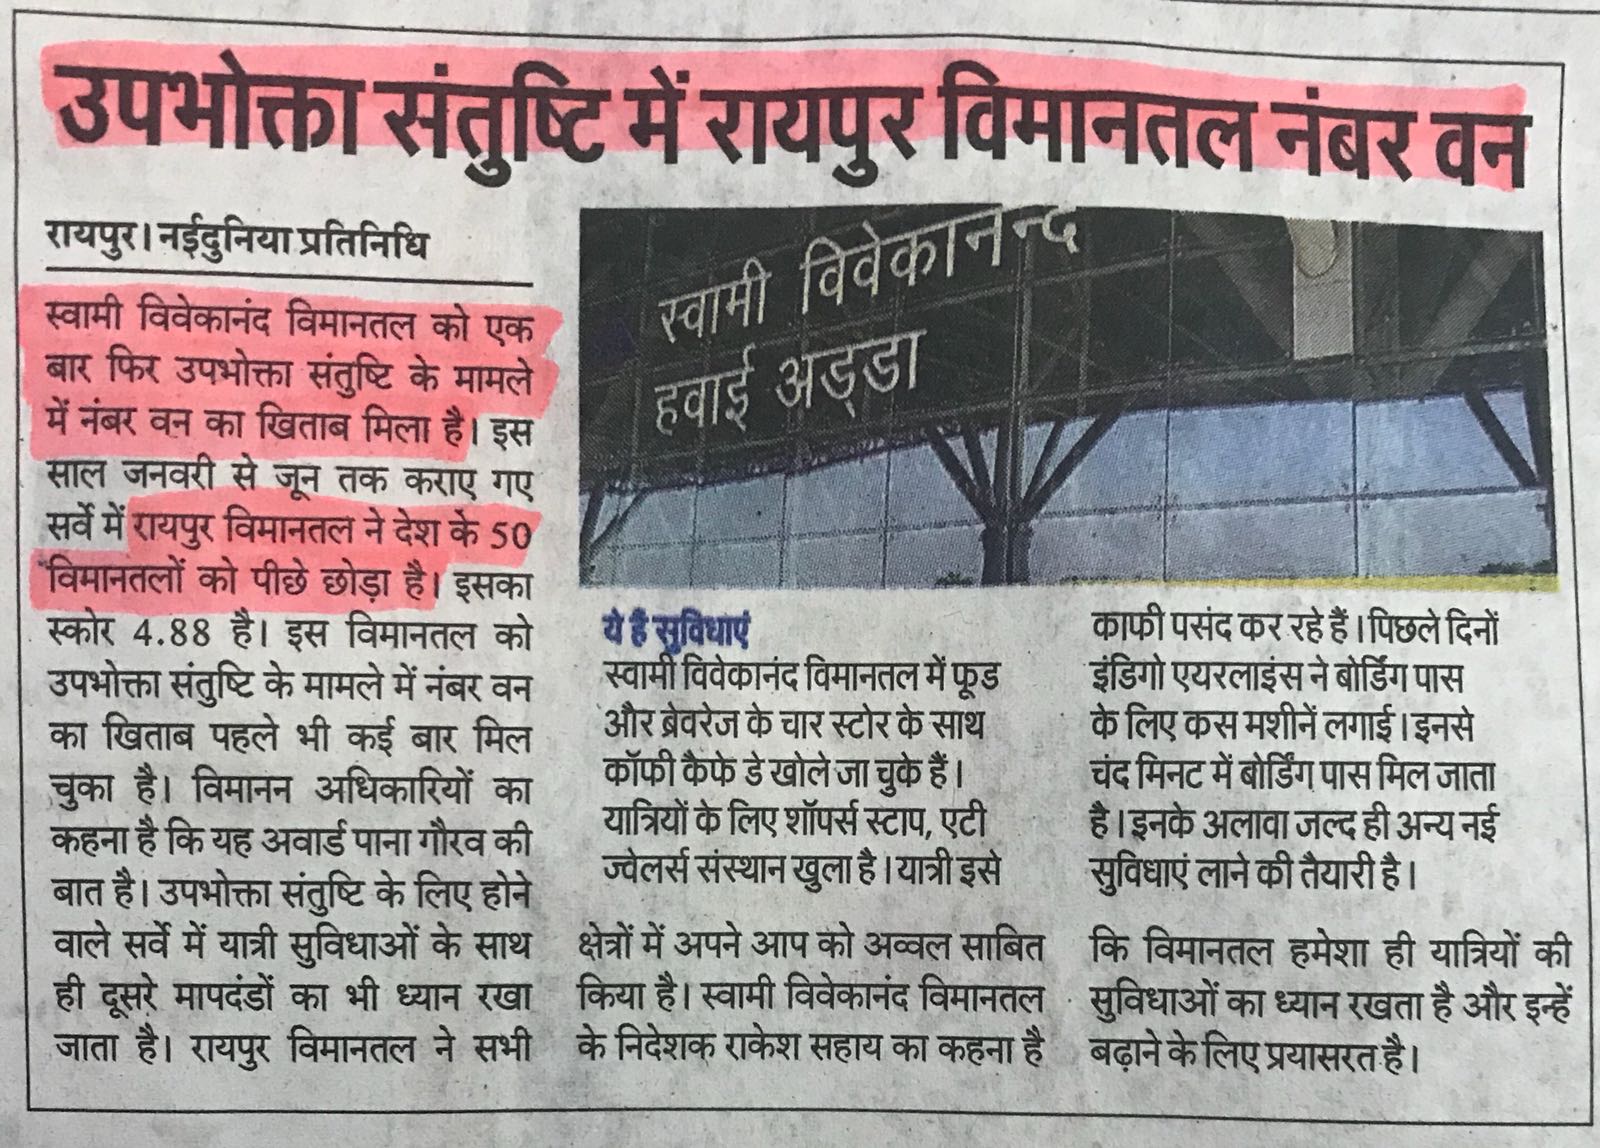 उपभोक्ता संतुष्टि में रायपुर विमानतल नंबर वन
रायपुर। नईदुनिया प्रतिनिधि
स्वामी विवेकानंद विमानतल को एक
बार फिर उपभोक्ता संतुष्टि के मामले
में नंबर वन का खिताब मिला है। इस
साल जनवरी से जून तक कराए गए
सर्वे में रायपुर विमानतल ने देश के 50
विमानतलों को पीछे छोड़ा है। इसका
स्कोर 4.88 है। इस विमानतल को
उपभोक्ता संतुष्टि के मामले में नंबर वन
का खिताब पहले भी कई बार मिल
चुका है। विमानन अधिकारियों का
कहना है कि यह अवार्ड पाना गौरव की
बात है। उपभोक्ता संतुष्टि के लिए होने
वाले सर्वे में यात्री सुविधाओं के साथ
ही दूसरे मापदंडों का भी ध्यान रखा
जाता है। रायपुर विमानतल ने सभी
क्षेत्रों में अपने आप को अव्वल साबित
किया है। स्वामी विवेकानंद विमानतल
के निदेशक राकेश सहाय का कहना है
कि विमानतल हमेशा ही यात्रियों की
सुविधाओं का ध्यान रखता है और इन्हें
बढ़ाने के लिए प्रयासरत है।
स्वामी विवेकानन्द
हवाई अड्डा
ये है सुविधाएं
स्वामी विवेकानंद विमानतल में फूड
और ब्रेवरेज के चार स्टोर के साथ
कॉफी कैफे डे खोले जा चुके हैं।
यात्रियों के लिए शॉपर्स स्टाप, एटी
ज्वेलर्स संस्थान खुला है। यात्री इसे
काफी पसंद कर रहे हैं। पिछले दिनों
इंडिगो एयरलाइंस ने बोर्डिंग पास
के लिए कस मशीनें लगाई। इनसे
चंद मिनट में बोर्डिंग पास मिल जाता
है। इनके अलावा जल्द ही अन्य नई
सुविधाएं लाने की तैयारी है।